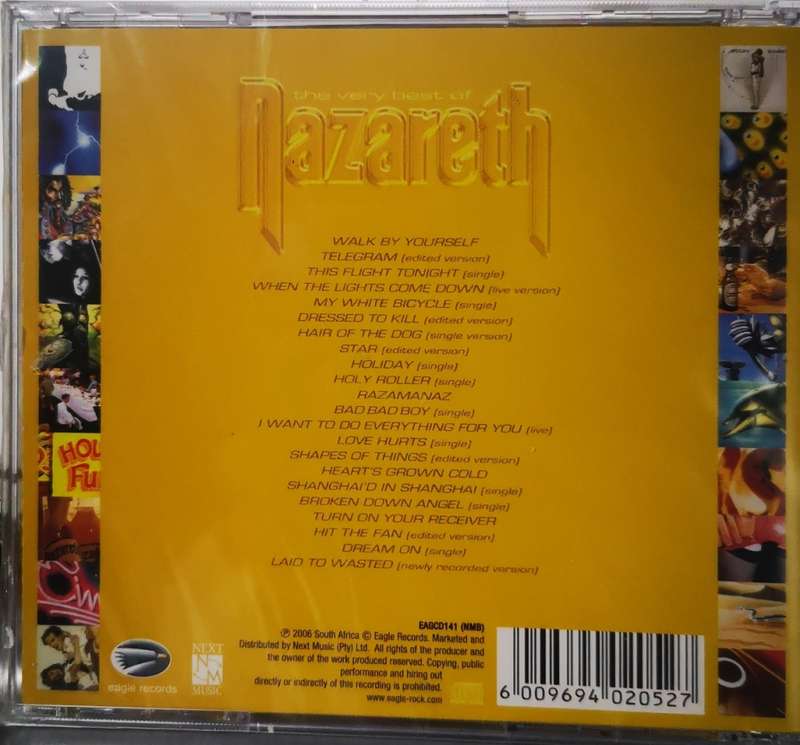 the very best of
Nazareth
WALK BY YOURSELF
TELEGRAM (edited version)
THIS FLIGHT TONIGHT (single)
WHEN THE LIGHTS COME DOWN (live version)
MY WHITE BICYCLE (single)
DRESSED TO KILL (edited version)
HAIR OF THE DOG (single version)
STAR (edited version)
HOLIDAY (single)
HOLY ROLLER (single)
RAZAMANAZ
BAD BAD BOY (single)
I WANT TO DO EVERYTHING FOR YOU (live)
LOVE HURTS (single)
SHAPES OF THINGS (edited version)
HEART'S GROWN COLD
SHANGHAI'D IN SHANGHAI (single)
BROKEN DOWN ANGEL (single)
TURN ON YOUR RECEIVER
HIT THE FAN (edited version)
DREAM ON (single)
LAID TO WASTED (newly recorded version)
HOU
FU
EAGCD141 (NMB)
℗ 2006 South Africa © Eagle Records. Marketed and
Distributed by Next Music (Pty) Ltd. All rights of the producer and
the owner of the work produced reserved. Copying, public
performance and hiring out
directly or indirectly of this recording is prohibited.
www.eagle-rock.com
eagle records
NEXT
NM
MUSIC
6 009694 020527